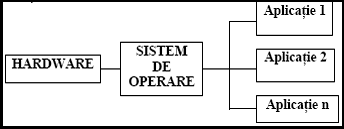 Aplicație 1
SISTEM
DE
OPERARE
HARDWARE
Aplicație 2
Aplicație n